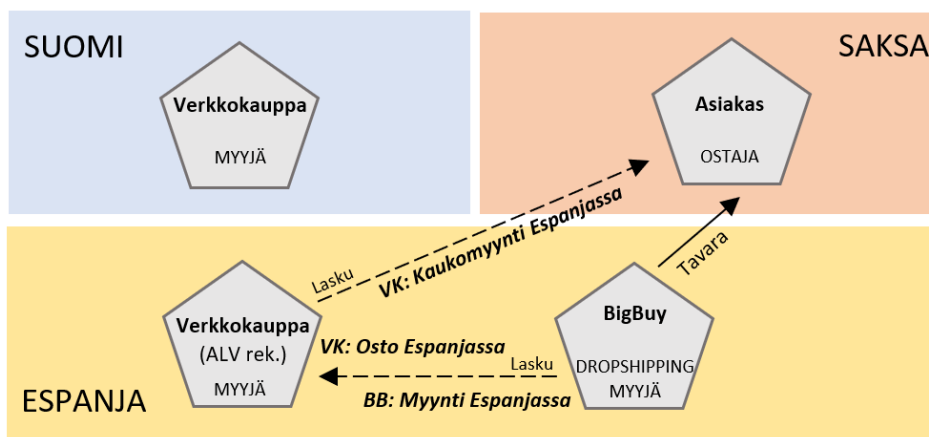 SUOMI
Verkkokauppa
MYYJÄ
SAKSA
Asiakas
OSTAJA
Lasku
VK: Kaukomyynti Espanjassa
Tavara
Verkkokauppa
(ALV rek.)
MYYJÄ
VK: Osto Espanjassa
Lasku
BB: Myynti Espanjassa
BigBuy
DROPSHIPPING
MYYJÄ
ESPANJA